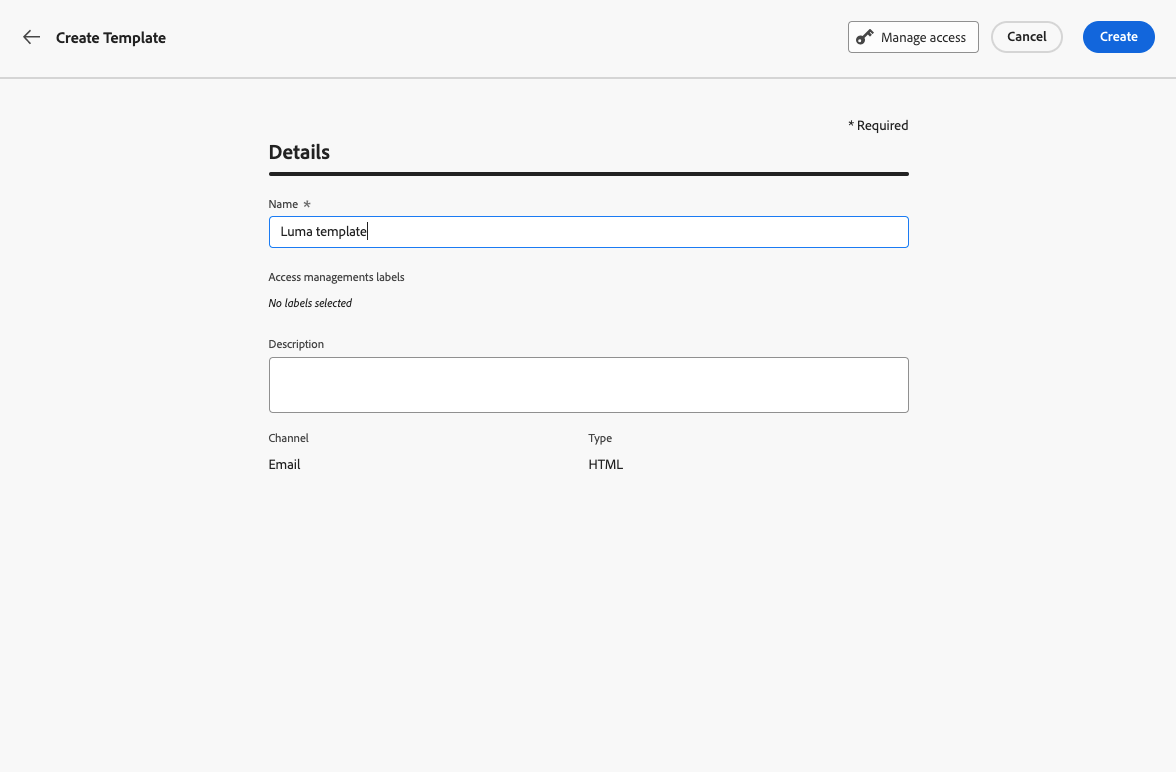 Create Template
Manage access
Cancel
Create
* Required
Details
Name *
Luma template
Access managements labels
No labels selected
Description
Channel
Type
Email
HTML